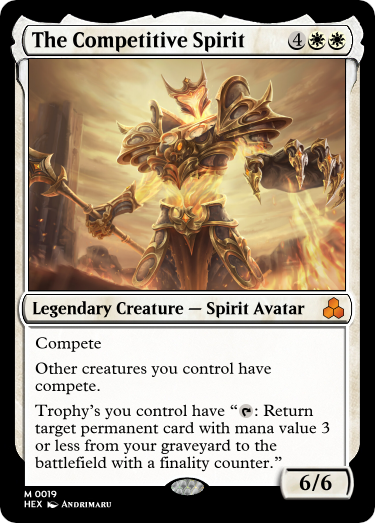 The Competitive Spirit 4
Legendary Creature — Spirit Avatar
Compete
Other creatures you control have
compete.
Trophy's you control have “: Return
target permanent card with mana value 3
or less from your graveyard to the
battlefield with a finality counter.”
6/6
M 0019
HEX Andrimaru